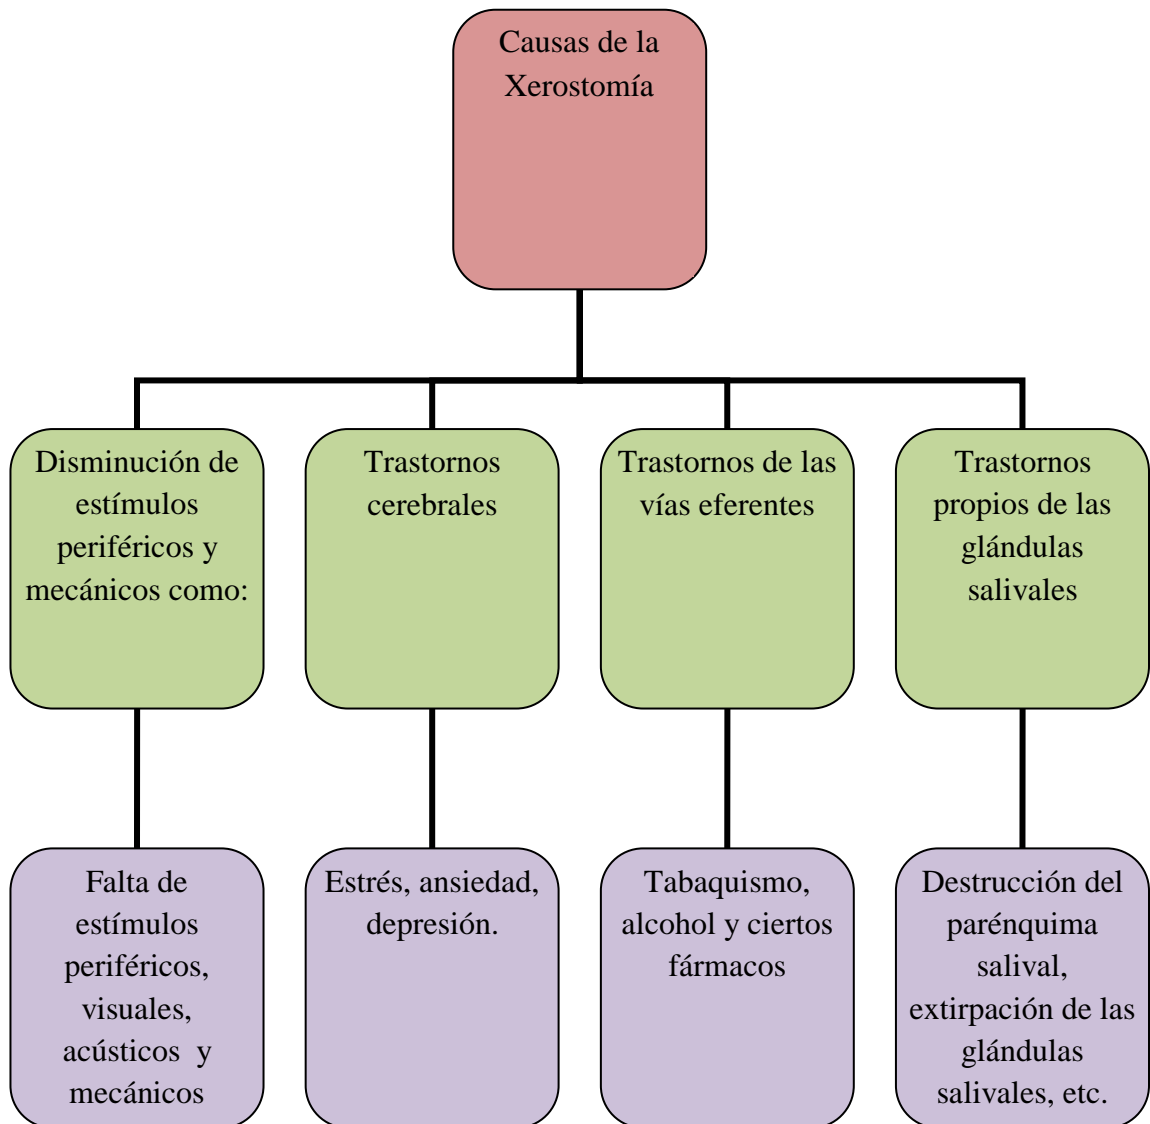 Causas de la
Xerostomía
Disminución de
estímulos
periféricos y
mecánicos como:
Trastornos
cerebrales
Trastornos de las
vías eferentes
Trastornos
propios de las
glándulas
salivales
Falta de
estímulos
periféricos,
visuales,
acústicos  y
mecánicos
Estrés, ansiedad,
depresión.
Tabaquismo,
alcohol y ciertos
fármacos
Destrucción del
parénquima
salival,
extirpación de las
glándulas
salivales, etc.